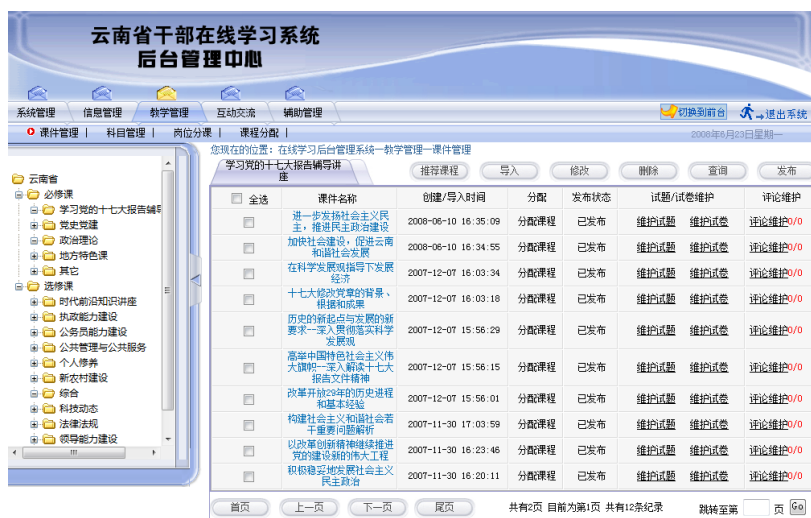 云南省干部在线学习系统
后台管理中心
系统管理 信息管理 教学管理 互动交流 辅助管理 切换到前台 退出系统
课件管理 | 科目管理 | 岗位分课 | 课程分配 | 2008年6月23日星期一
您现在的位置：在线学习后台管理系统—教学管理—课件管理
学习党的十七大报告辅导讲
座
推荐课程 导入 修改 删除 查询 发布
云南省
必修课
学习党的十七大报告辅导
党史党建
政治理论
地方特色课
其它
选修课
时代前沿知识讲座
执政能力建设
公务员能力建设
公共管理与公共服务
个人修养
新农村建设
综合
科技动态
法律法规
领导能力建设
全选 课件名称 创建/导入时间 分配 发布状态 试题/试卷维护 评论维护
进一步发扬社会主义民
主，推进民主政治建设 2008-06-10 16:35:09 分配课程 已发布 维护试题 维护试卷 评论维护0/0
加快社会建设，促进云南
和谐社会发展 2008-06-10 16:34:55 分配课程 已发布 维护试题 维护试卷 评论维护0/0
在科学发展观指导下发展
经济 2007-12-07 16:03:34 分配课程 已发布 维护试题 维护试卷 评论维护0/0
十七大修改党章的背景、
根据和成果 2007-12-07 16:03:18 分配课程 已发布 维护试题 维护试卷 评论维护0/0
历史的新起点与发展的新
要求--深入贯彻落实科学
发展观 2007-12-07 15:56:29 分配课程 已发布 维护试题 维护试卷 评论维护0/0
高举中国特色社会主义伟
大旗帜--深入解读十七大
报告文件精神 2007-12-07 15:56:15 分配课程 已发布 维护试题 维护试卷 评论维护0/0
改革开放29年的历史进程
和基本经验 2007-12-07 15:56:01 分配课程 已发布 维护试题 维护试卷 评论维护0/0
构建社会主义和谐社会若
干重要问题解析 2007-11-30 17:03:59 分配课程 已发布 维护试题 维护试卷 评论维护0/0
以改革创新精神继续推进
党的建设新的伟大工程 2007-11-30 16:23:46 分配课程 已发布 维护试题 维护试卷 评论维护0/0
积极稳妥地发展社会主义
民主政治 2007-11-30 16:20:11 分配课程 已发布 维护试题 维护试卷 评论维护0/0
首页 上一页 下一页 尾页 共有2页 目前为第1页 共有12条纪录 跳转至第 页 Go